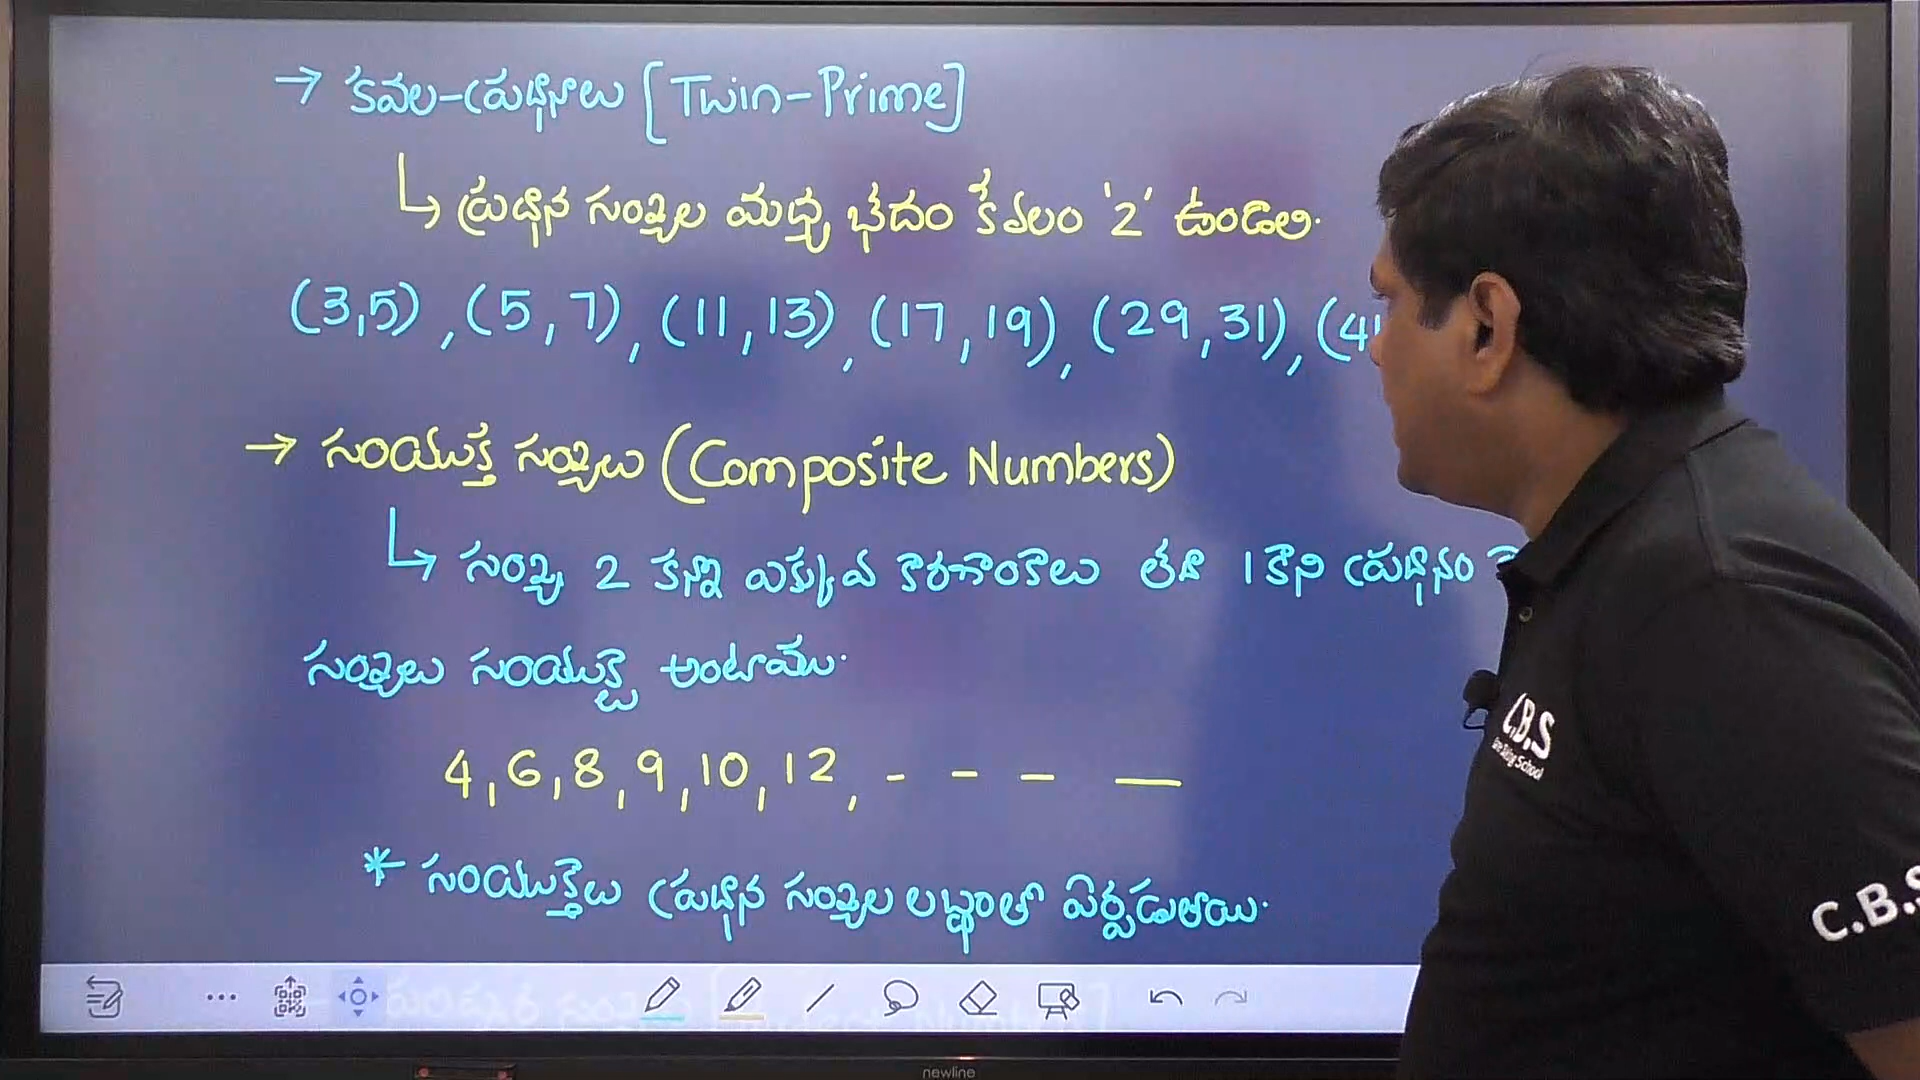 → కవల-ప్రధానాలు [Twin-Prime]
↳ ప్రధాన సంఖ్యల మధ్య భేదం కేవలం '2' ఉండాలి.
(3,5), (5,7), (11,13), (17,19), (29,31), (41
→ సంయుక్త సంఖ్యలు (Composite Numbers)
↳ సంఖ్య 2 కన్నా ఎక్కువ కారణాంకాలు లేదా 1 కాని ప్రధానం
సంఖ్యలు సంయుక్త అంటాము.
4, 6, 8, 9, 10, 12, - - - —
* సంయుక్తాలు ప్రధాన సంఖ్యల లబ్ధంతో ఏర్పడుతాయి.
C.B.S
C.B.S
newline